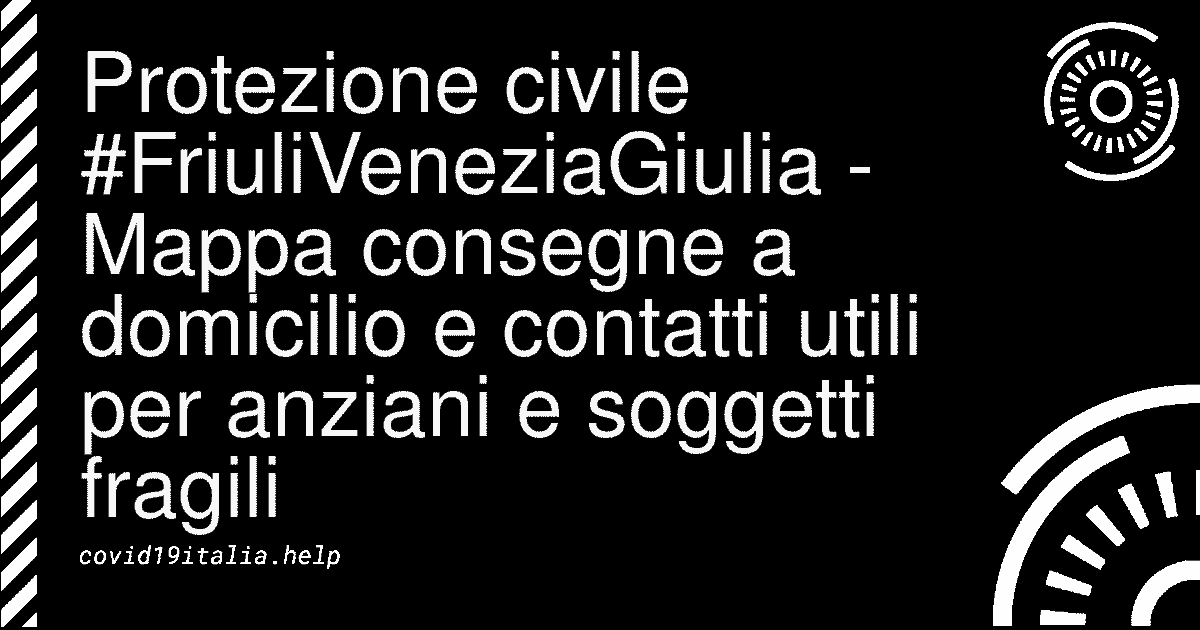 Protezione civile
#FriuliVeneziaGiulia -
Mappa consegne a
domicilio e contatti utili
per anziani e soggetti
fragili
covid19italia.help